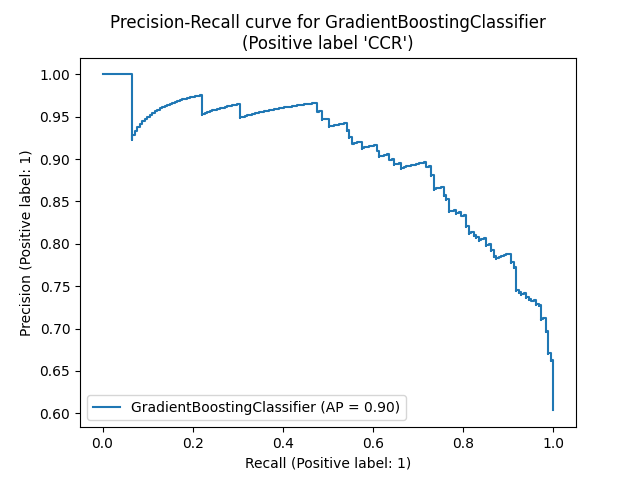 Precision-Recall curve for GradientBoostingClassifier
(Positive label 'CCR')
1.00
0.95
0.90
0.85
0.80
0.75
0.70
0.65
0.60
Precision (Positive label: 1)
GradientBoostingClassifier (AP = 0.90)
0.0 0.2 0.4 0.6 0.8 1.0
Recall (Positive label: 1)